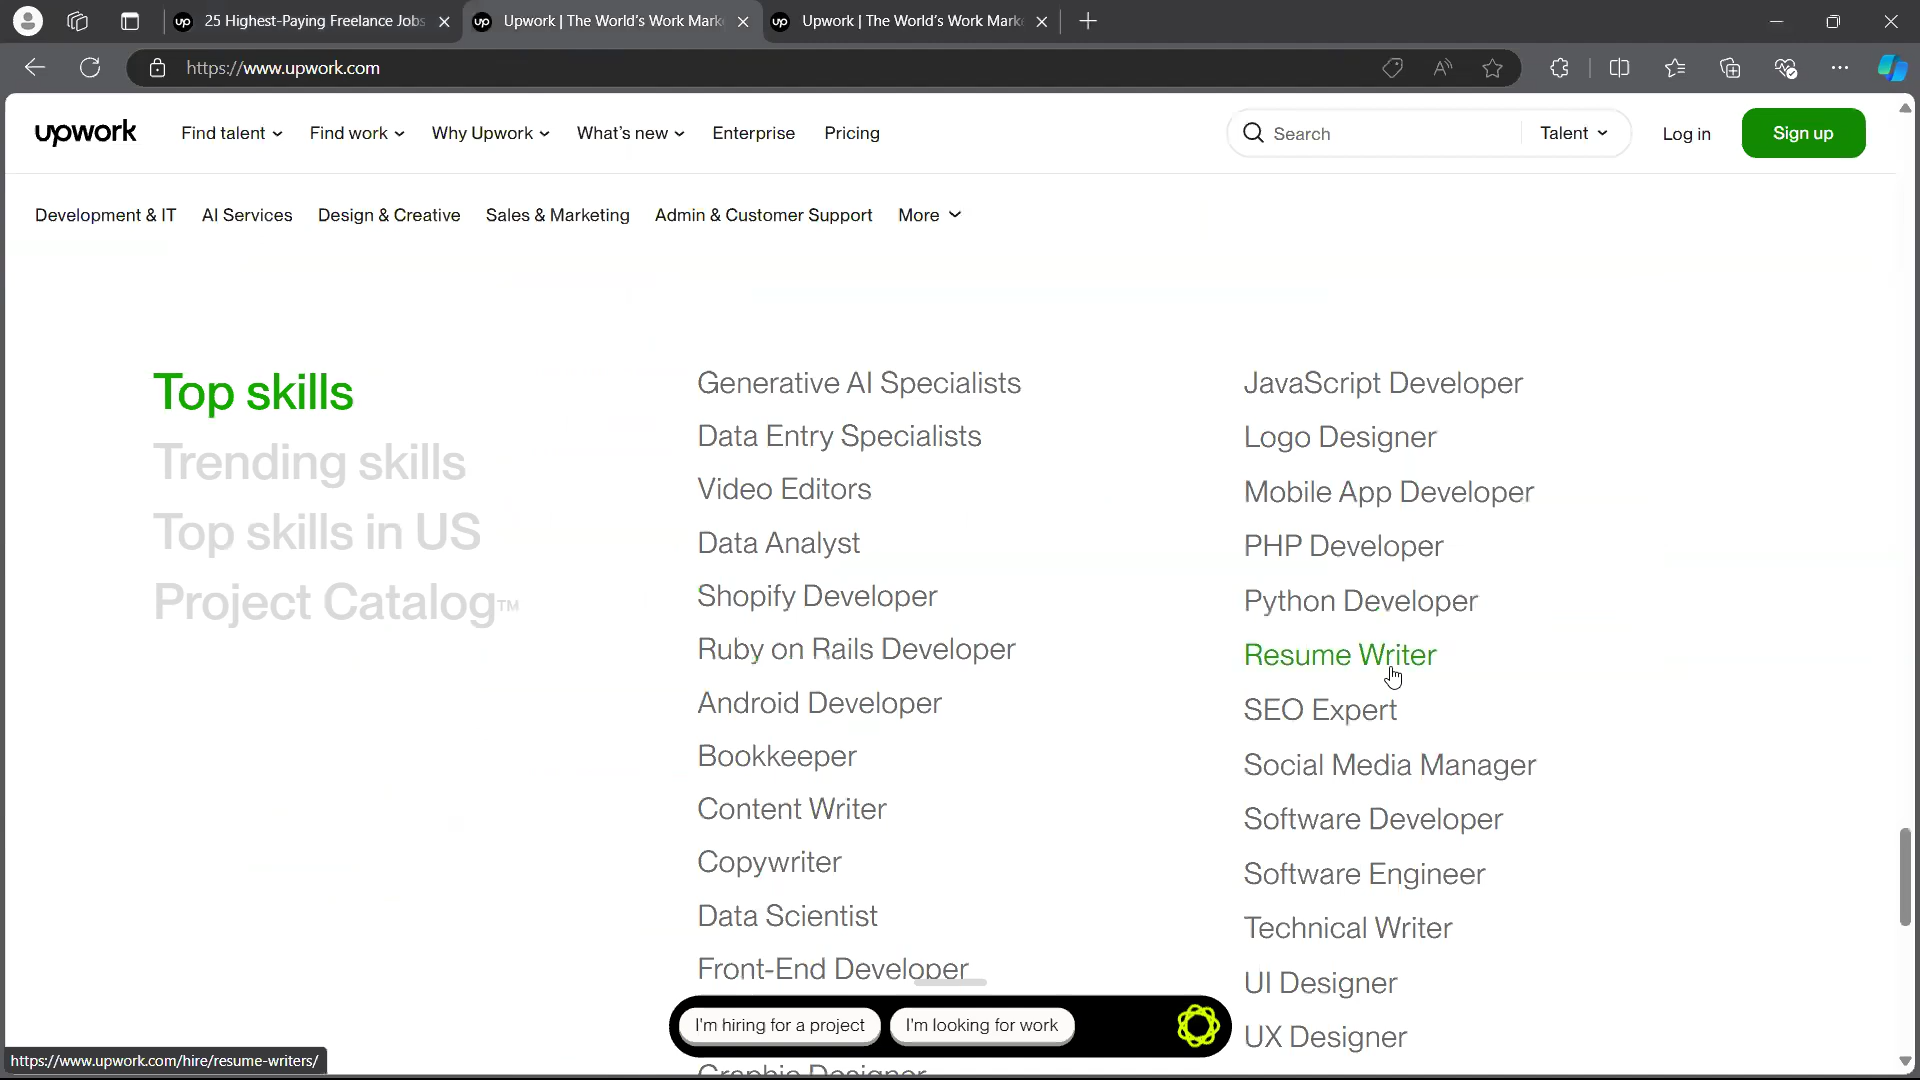 25 Highest-Paying Freelance Jobs
Upwork | The World's Work Mark
Upwork | The World's Work Mark
https://www.upwork.com
upwork
Find talent
Find work
Why Upwork
What's new
Enterprise
Pricing
Search
Talent
Log in
Sign up
Development & IT
AI Services
Design & Creative
Sales & Marketing
Admin & Customer Support
More
Top skills
Trending skills
Top skills in US
Project Catalog™
Generative AI Specialists
Data Entry Specialists
Video Editors
Data Analyst
Shopify Developer
Ruby on Rails Developer
Android Developer
Bookkeeper
Content Writer
Copywriter
Data Scientist
Front-End Developer
Graphic Designer
JavaScript Developer
Logo Designer
Mobile App Developer
PHP Developer
Python Developer
Resume Writer
SEO Expert
Social Media Manager
Software Developer
Software Engineer
Technical Writer
UI Designer
UX Designer
I'm hiring for a project
I'm looking for work
https://www.upwork.com/hire/resume-writers/